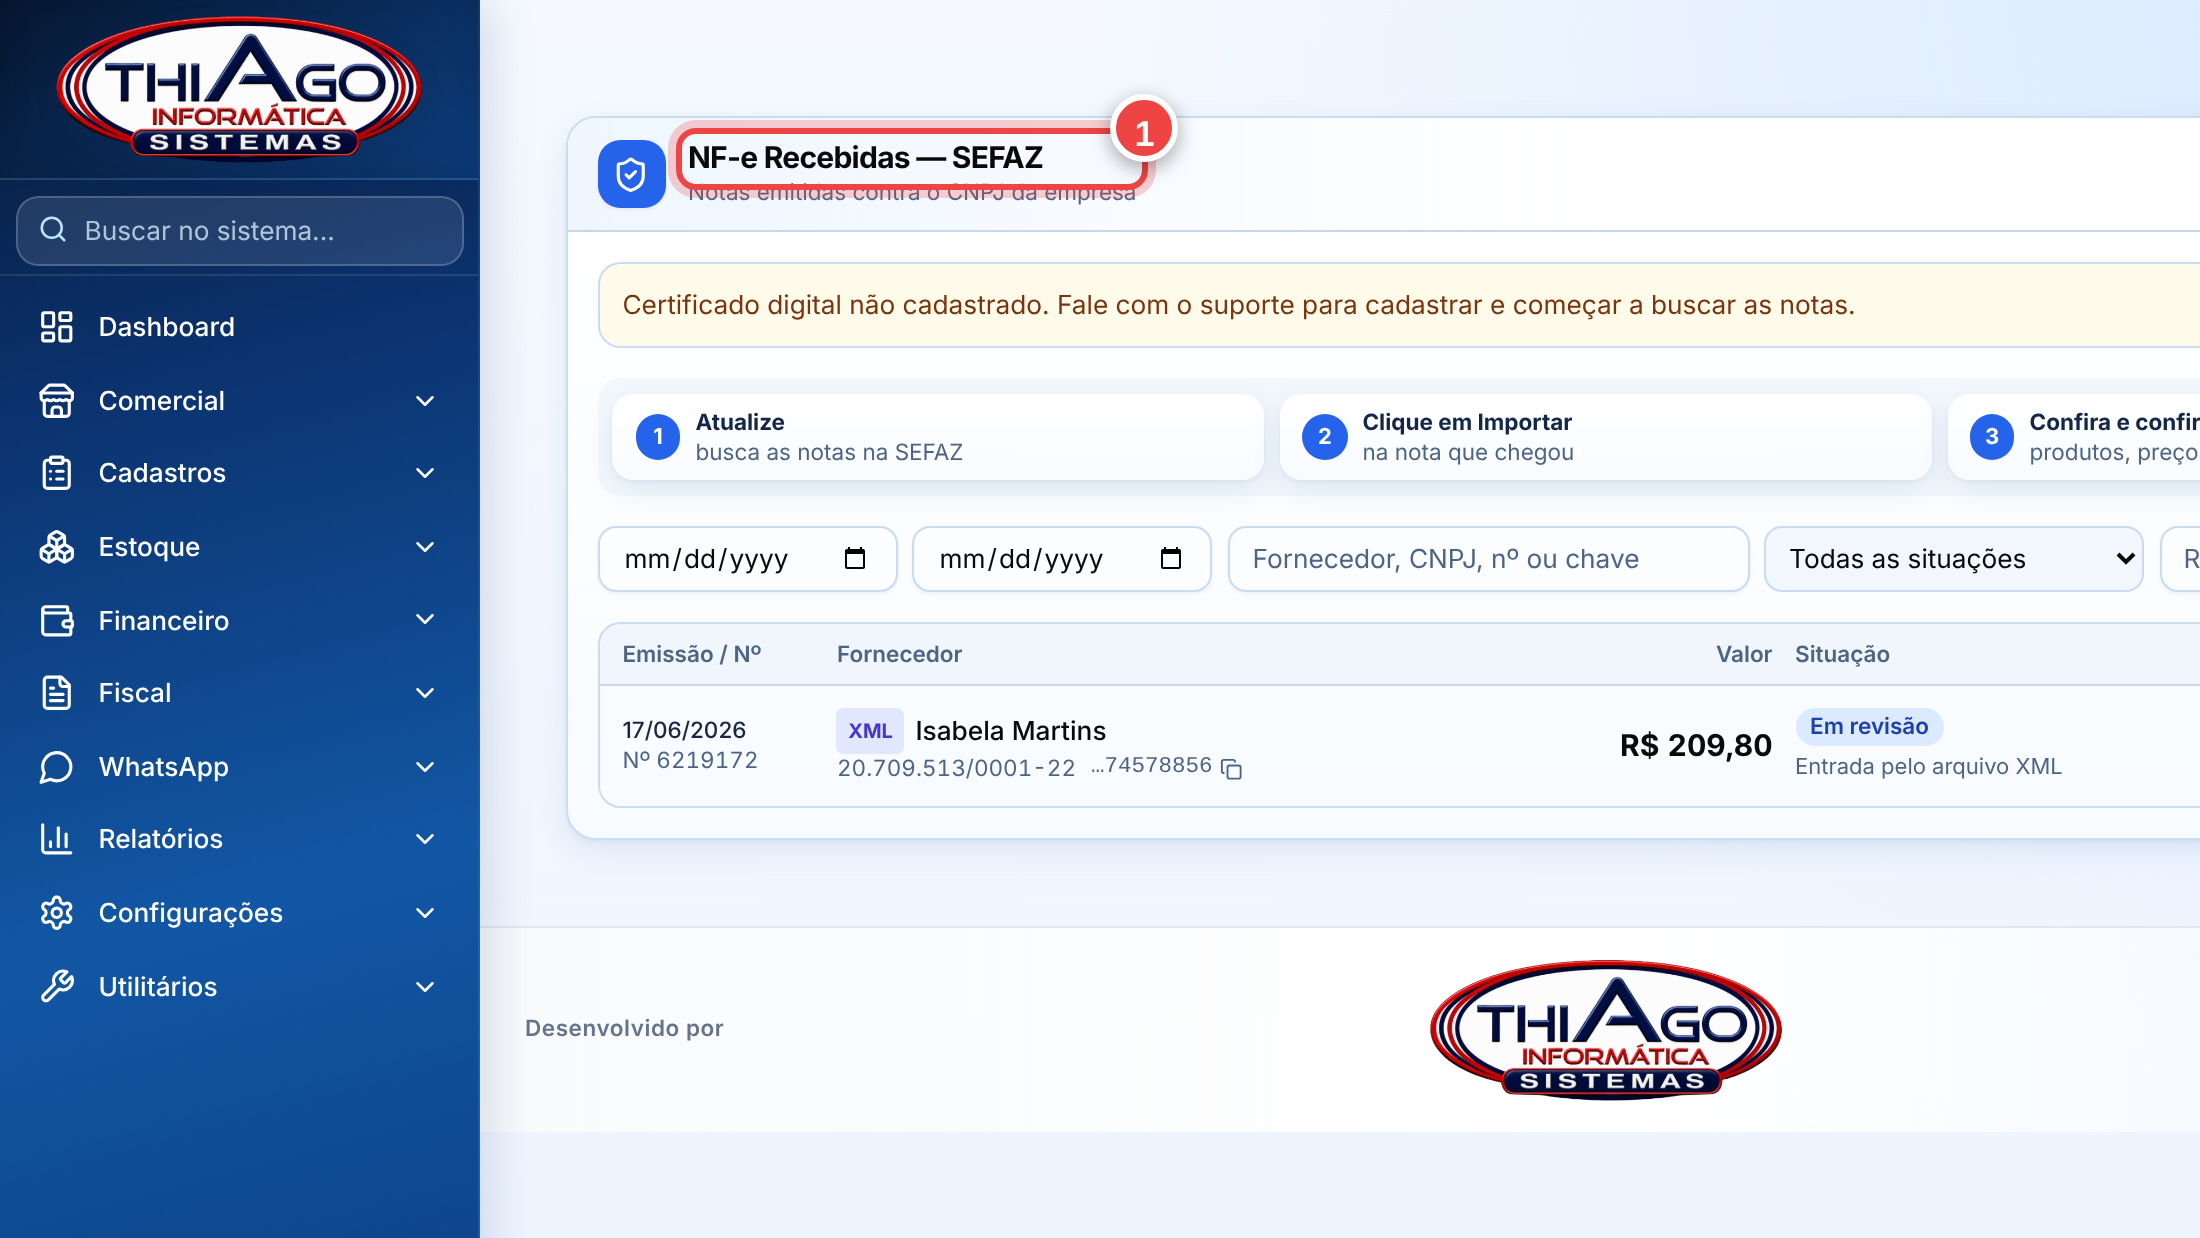 THIAGO
INFORMÁTICA
SISTEMAS
Buscar no sistema...
Dashboard
Comercial
Cadastros
Estoque
Financeiro
Fiscal
WhatsApp
Relatórios
Configurações
Utilitários
NF-e Recebidas — SEFAZ
1
Notas emitidas contra o CNPJ da empresa
Certificado digital não cadastrado. Fale com o suporte para cadastrar e começar a buscar as notas.
1
Atualize
busca as notas na SEFAZ
2
Clique em Importar
na nota que chegou
3
Confira e confir
produtos, preço
mm/dd/yyyy
mm/dd/yyyy
Fornecedor, CNPJ, nº ou chave
Todas as situações
R
Emissão / Nº
Fornecedor
Valor
Situação
17/06/2026
Nº 6219172
XML
Isabela Martins
20.709.513/0001-22
...74578856
R$ 209,80
Em revisão
Entrada pelo arquivo XML
Desenvolvido por
THIAGO
INFORMÁTICA
SISTEMAS